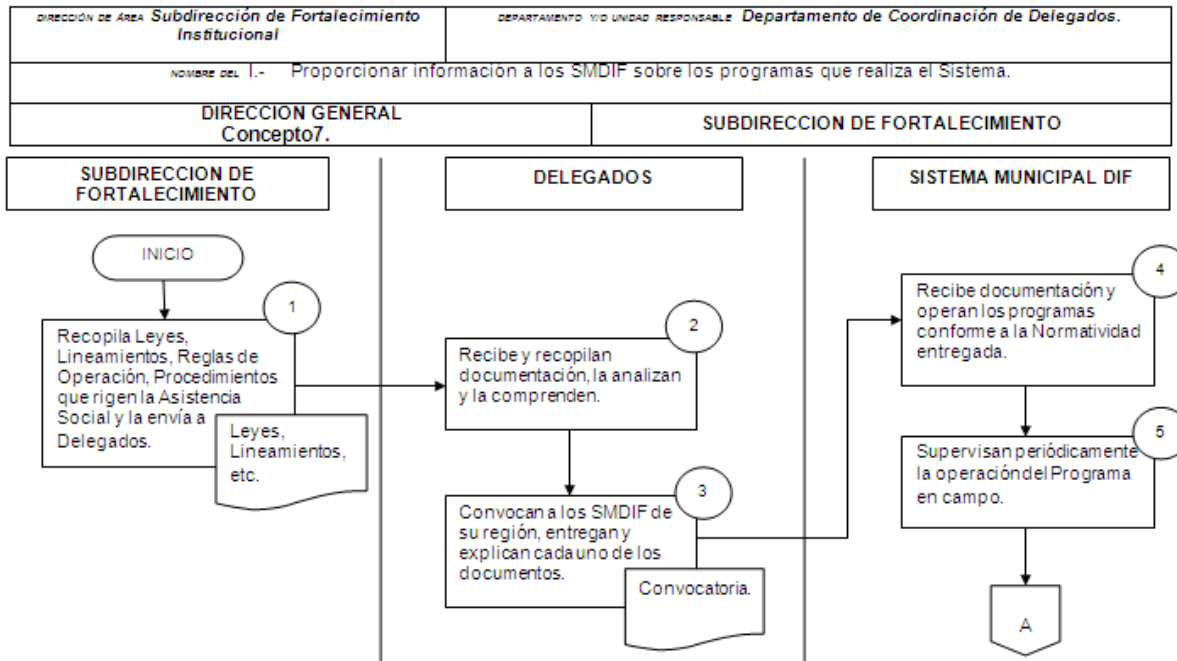 DIRECCIÓN DE ÁREA Subdirección de Fortalecimiento
Institucional
DEPARTAMENTO Y/O UNIDAD RESPONSABLE Departamento de Coordinación de Delegados.
NOMBRE DEL I.- Proporcionar información a los SMDIF sobre los programas que realiza el Sistema.
DIRECCION GENERAL
Concepto7.
SUBDIRECCION DE FORTALECIMIENTO
SUBDIRECCION DE
FORTALECIMIENTO
DELEGADOS
SISTEMA MUNICIPAL DIF
INICIO
1
Recopila Leyes,
Lineamientos, Reglas de
Operación, Procedimientos
que rigen la Asistencia
Social y la envía a
Delegados.
Leyes,
Lineamientos,
etc.
2
Recibe y recopilan
documentación, la analizan
y la comprenden.
3
Convocan a los SMDIF de
su región, entregan y
explican cada uno de los
documentos.
Convocatoria.
4
Recibe documentación y
operan los programas
conforme a la Normatividad
entregada.
5
Supervisan periódicamente
la operación del Programa
en campo.
A